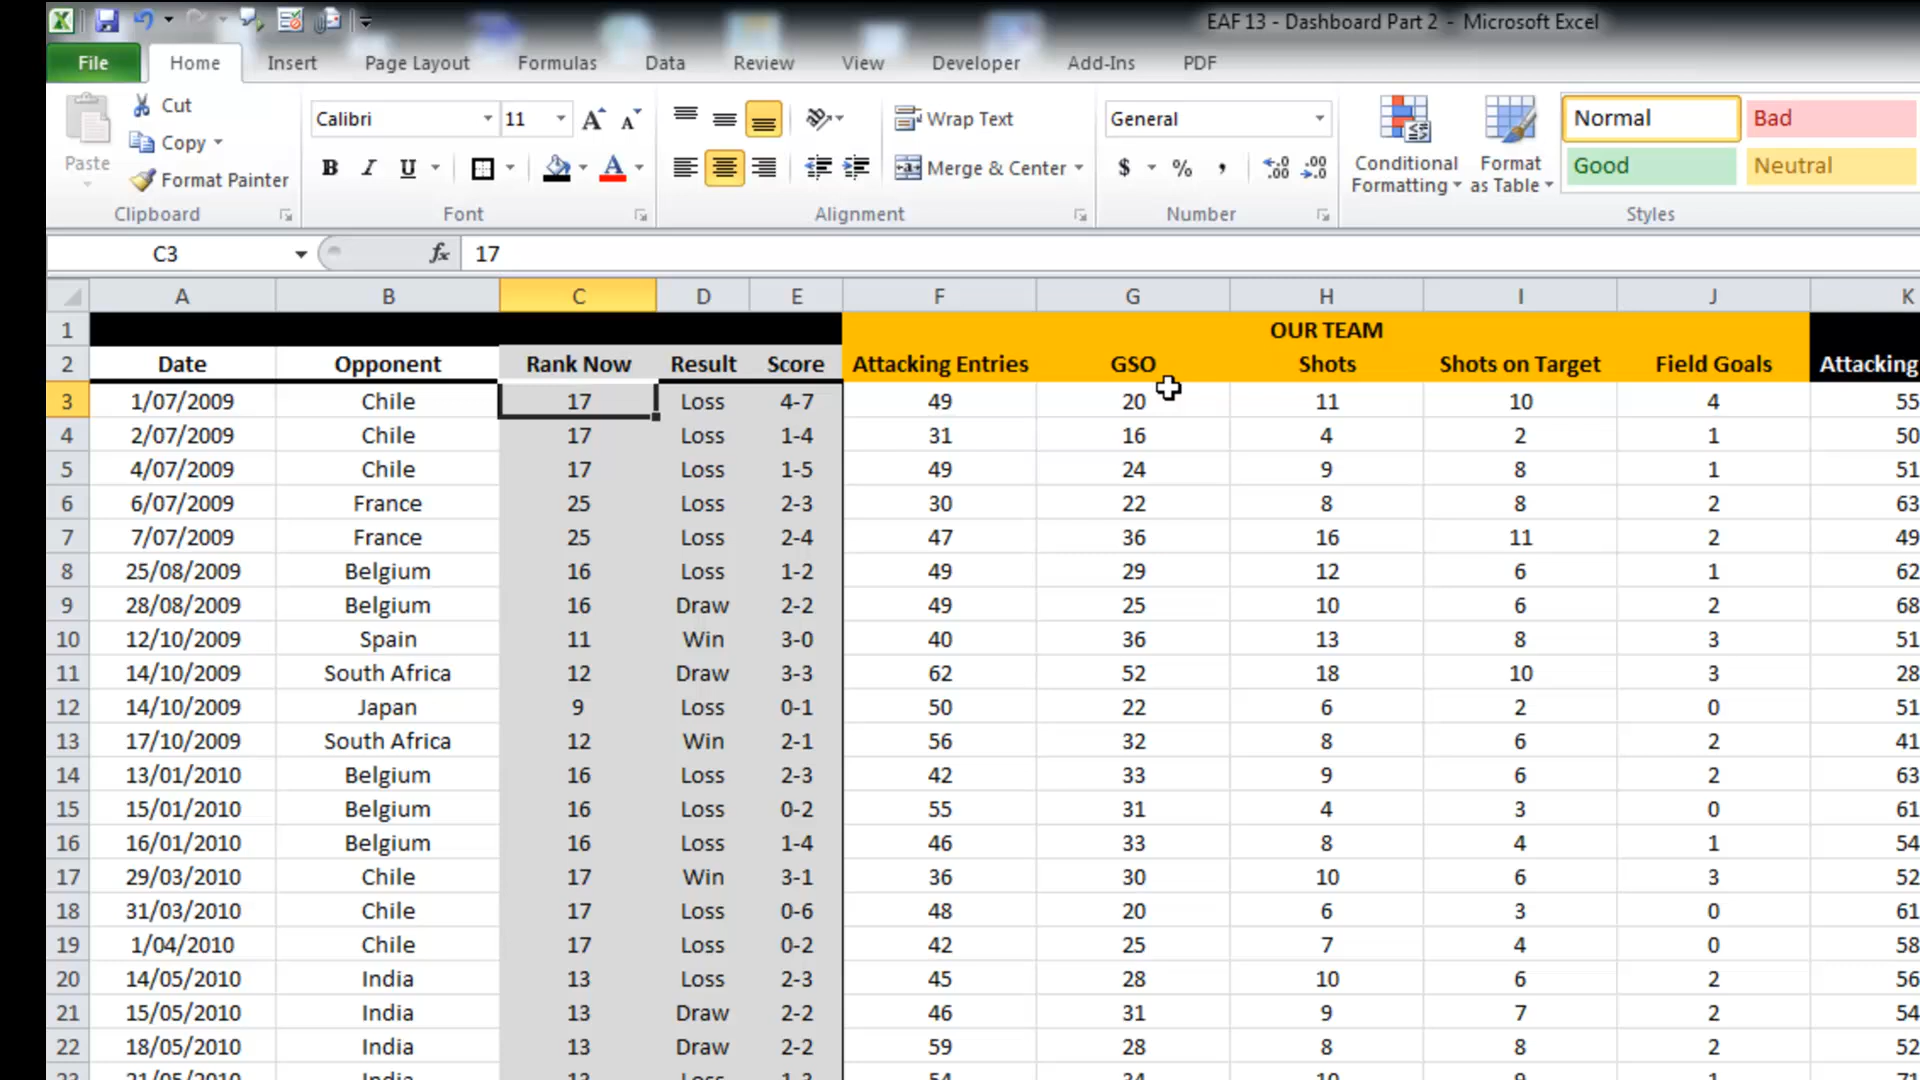 EAF 13 - Dashboard Part 2 - Microsoft Excel
File Home Insert Page Layout Formulas Data Review View Developer Add-Ins PDF
Paste Cut Copy Format Painter Clipboard
Calibri 11 A A B I U A Font
Wrap Text Merge & Center Alignment
General $ % , .0 .00 .00 .0 Number
Conditional Formatting Format as Table Normal Bad Good Neutral Styles
C3 fx 17
A B C D E F G H I J K
1 OUR TEAM
2 Date Opponent Rank Now Result Score Attacking Entries GSO Shots Shots on Target Field Goals Attacking
3 1/07/2009 Chile 17 Loss 4-7 49 20 11 10 4 55
4 2/07/2009 Chile 17 Loss 1-4 31 16 4 2 1 50
5 4/07/2009 Chile 17 Loss 1-5 49 24 9 8 1 51
6 6/07/2009 France 25 Loss 2-3 30 22 8 8 2 63
7 7/07/2009 France 25 Loss 2-4 47 36 16 11 2 49
8 25/08/2009 Belgium 16 Loss 1-2 49 29 12 6 1 62
9 28/08/2009 Belgium 16 Draw 2-2 49 25 10 6 2 68
10 12/10/2009 Spain 11 Win 3-0 40 36 13 8 3 51
11 14/10/2009 South Africa 12 Draw 3-3 62 52 18 10 3 28
12 14/10/2009 Japan 9 Loss 0-1 50 22 6 2 0 51
13 17/10/2009 South Africa 12 Win 2-1 56 32 8 6 2 41
14 13/01/2010 Belgium 16 Loss 2-3 42 33 9 6 2 63
15 15/01/2010 Belgium 16 Loss 0-2 55 31 4 3 0 61
16 16/01/2010 Belgium 16 Loss 1-4 46 33 8 4 1 54
17 29/03/2010 Chile 17 Win 3-1 36 30 10 6 3 52
18 31/03/2010 Chile 17 Loss 0-6 48 20 6 3 0 61
19 1/04/2010 Chile 17 Loss 0-2 42 25 7 4 0 58
20 14/05/2010 India 13 Loss 2-3 45 28 10 6 2 56
21 15/05/2010 India 13 Draw 2-2 46 31 9 7 2 54
22 18/05/2010 India 13 Draw 2-2 59 28 8 8 2 52